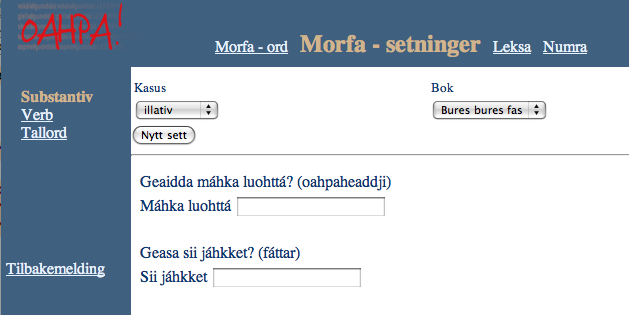 OAHPA!
Morfa - ord Morfa - setninger Leksa Numra
Substantiv
Verb
Tallord
Tilbakemelding
Kasus Bok
illativ Bures bures fas
Nytt sett
Geaidda máhka luohttá? (oahpaheaddji)
Máhka luohttá
Geasa sii jáhkket? (fáttar)
Sii jáhkket